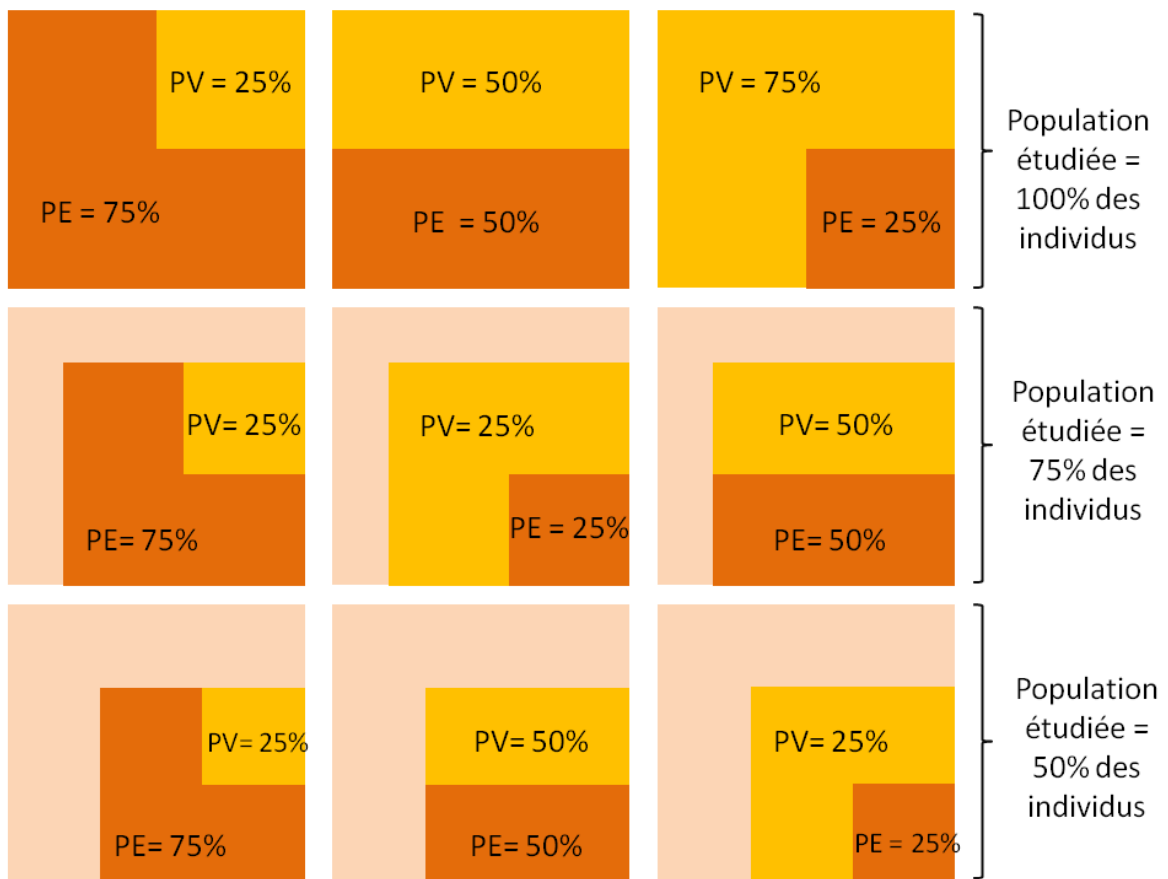 PV = 25%
PE = 75%
PV = 50%
PE = 50%
PV = 75%
PE = 25%
Population
étudiée =
100% des
individus
PV= 25%
PE= 75%
PV= 25%
PE = 25%
PV= 50%
PE= 50%
Population
étudiée =
75% des
individus
PV= 25%
PE= 75%
PV= 50%
PE= 50%
PV= 25%
PE = 25%
Population
étudiée =
50% des
individus